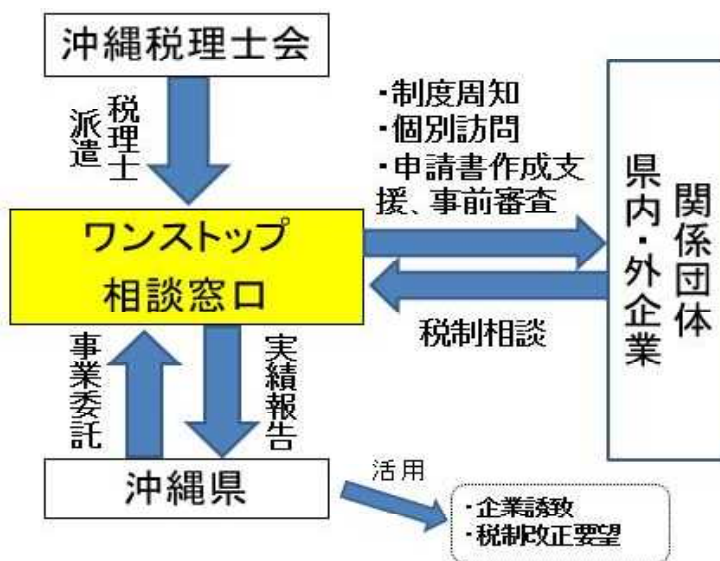 沖縄税理士会
税理士
派遣
・制度周知
・個別訪問
・申請書作成支
援、事前審査
関係団体
県内・外企業
ワンストップ
相談窓口
税制相談
事業委託
実績報告
沖縄県
活用
・企業誘致
・税制改正要望